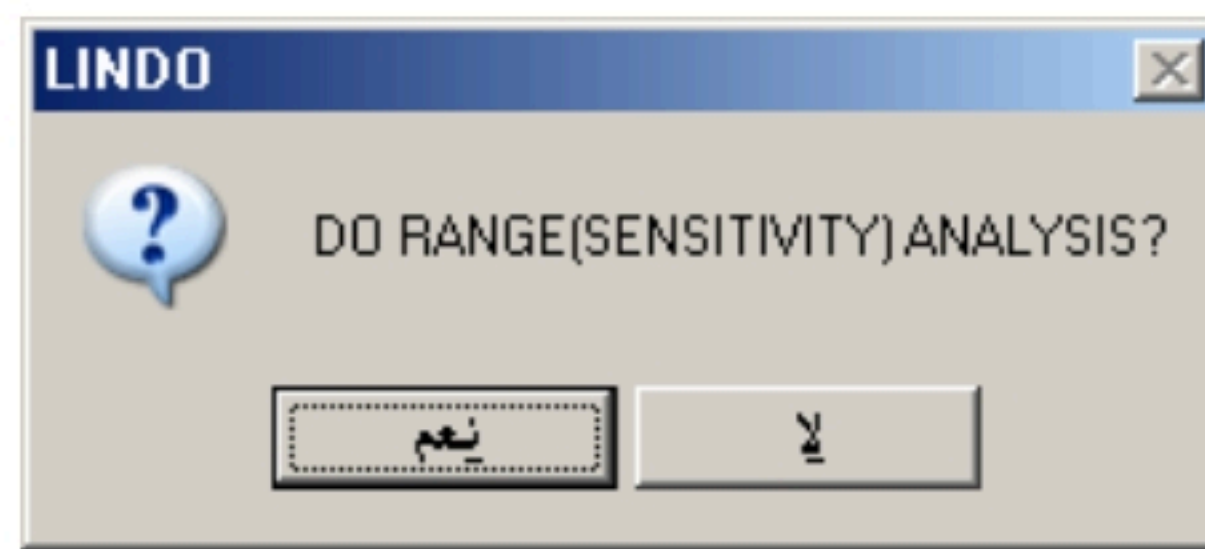 LINDO
DO RANGE(SENSITIVITY) ANALYSIS?
نعم لا